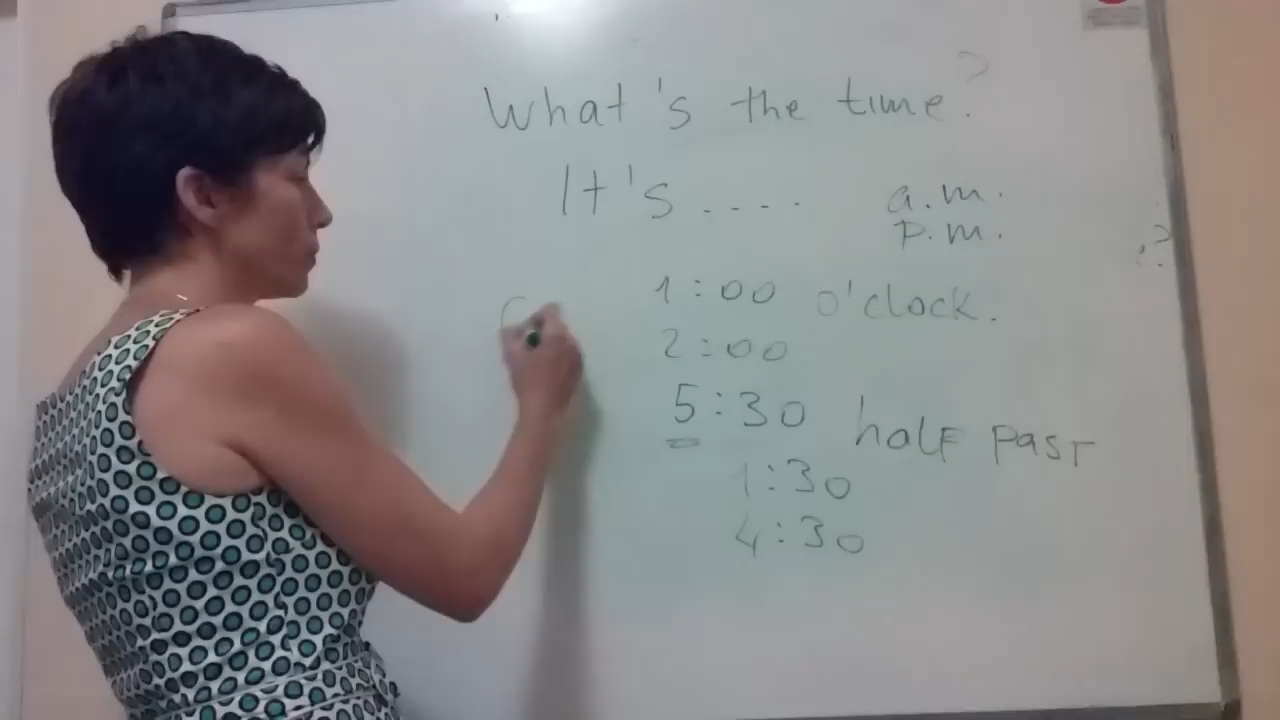 What's the time?
It's ....
a.m.
p.m.
1:00 o'clock.
2:00
5:30 half past
1:30
4:30